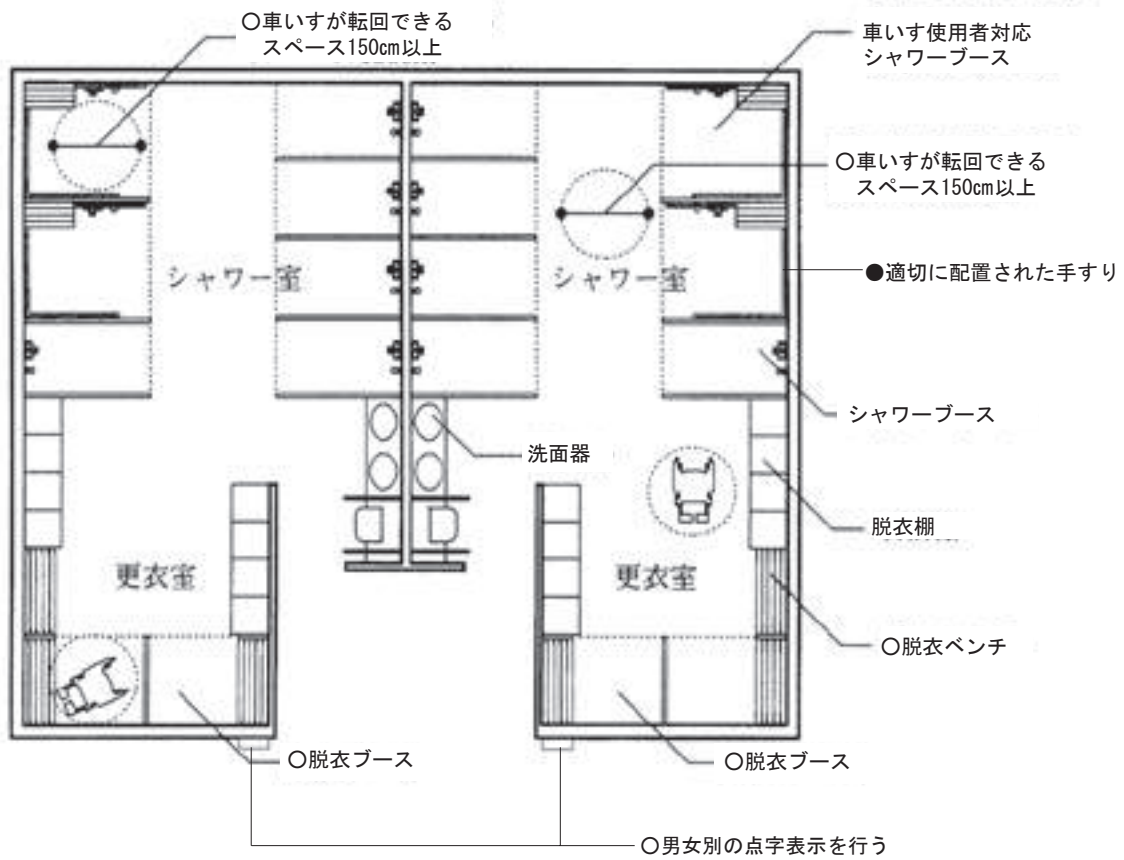 〇車いすが転回できる
スペース150cm以上
車いす使用者対応
シャワーブース
〇車いすが転回できる
スペース150cm以上
シャワー室
シャワー室
●適切に配置された手すり
シャワーブース
洗面器
脱衣棚
更衣室
更衣室
〇脱衣ベンチ
〇脱衣ブース
〇脱衣ブース
〇男女別の点字表示を行う